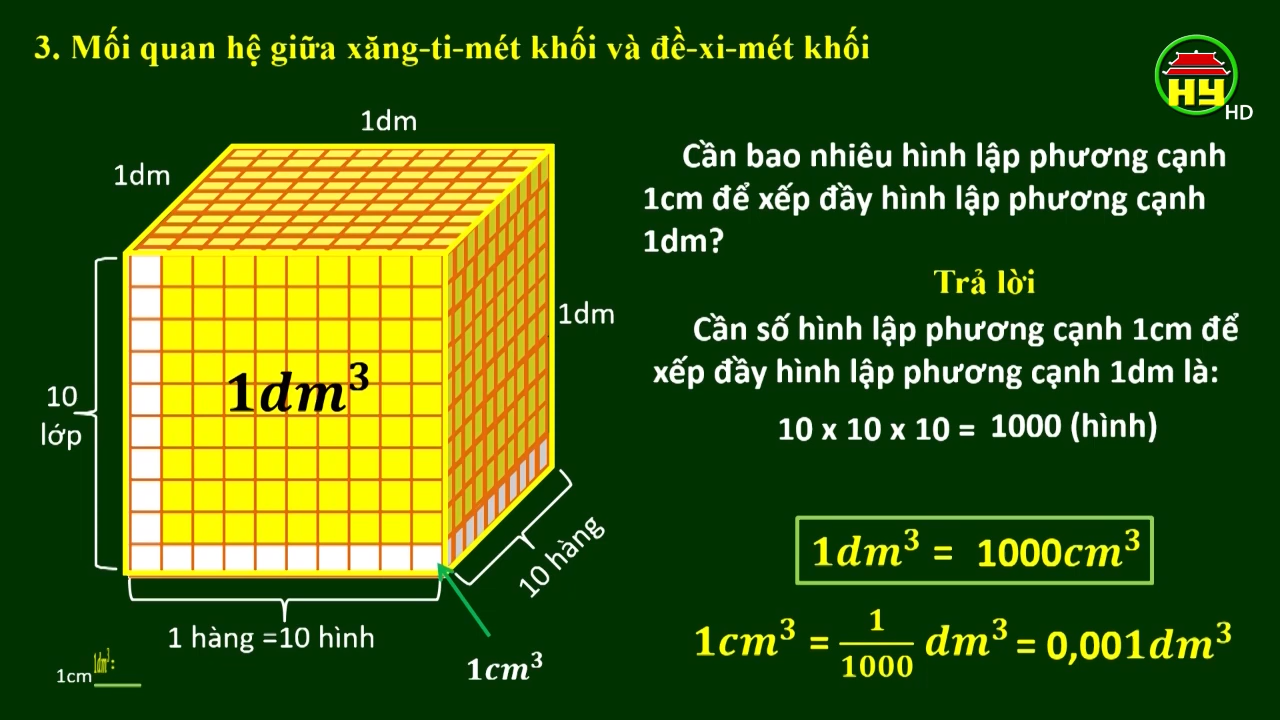 3. Mối quan hệ giữa xăng-ti-mét khối và đề-xi-mét khối
HY
HD
1dm
1dm
1dm
10
lớp
1dm³
10 hàng
1 hàng =10 hình
1cm³
1cm
1dm³ :
Cần bao nhiêu hình lập phương cạnh
1cm để xếp đầy hình lập phương cạnh
1dm?
Trả lời
Cần số hình lập phương cạnh 1cm để
xếp đầy hình lập phương cạnh 1dm là:
10 x 10 x 10 = 1000 (hình)
1dm³ = 1000cm³
1cm³ = 1/1000 dm³ = 0,001dm³